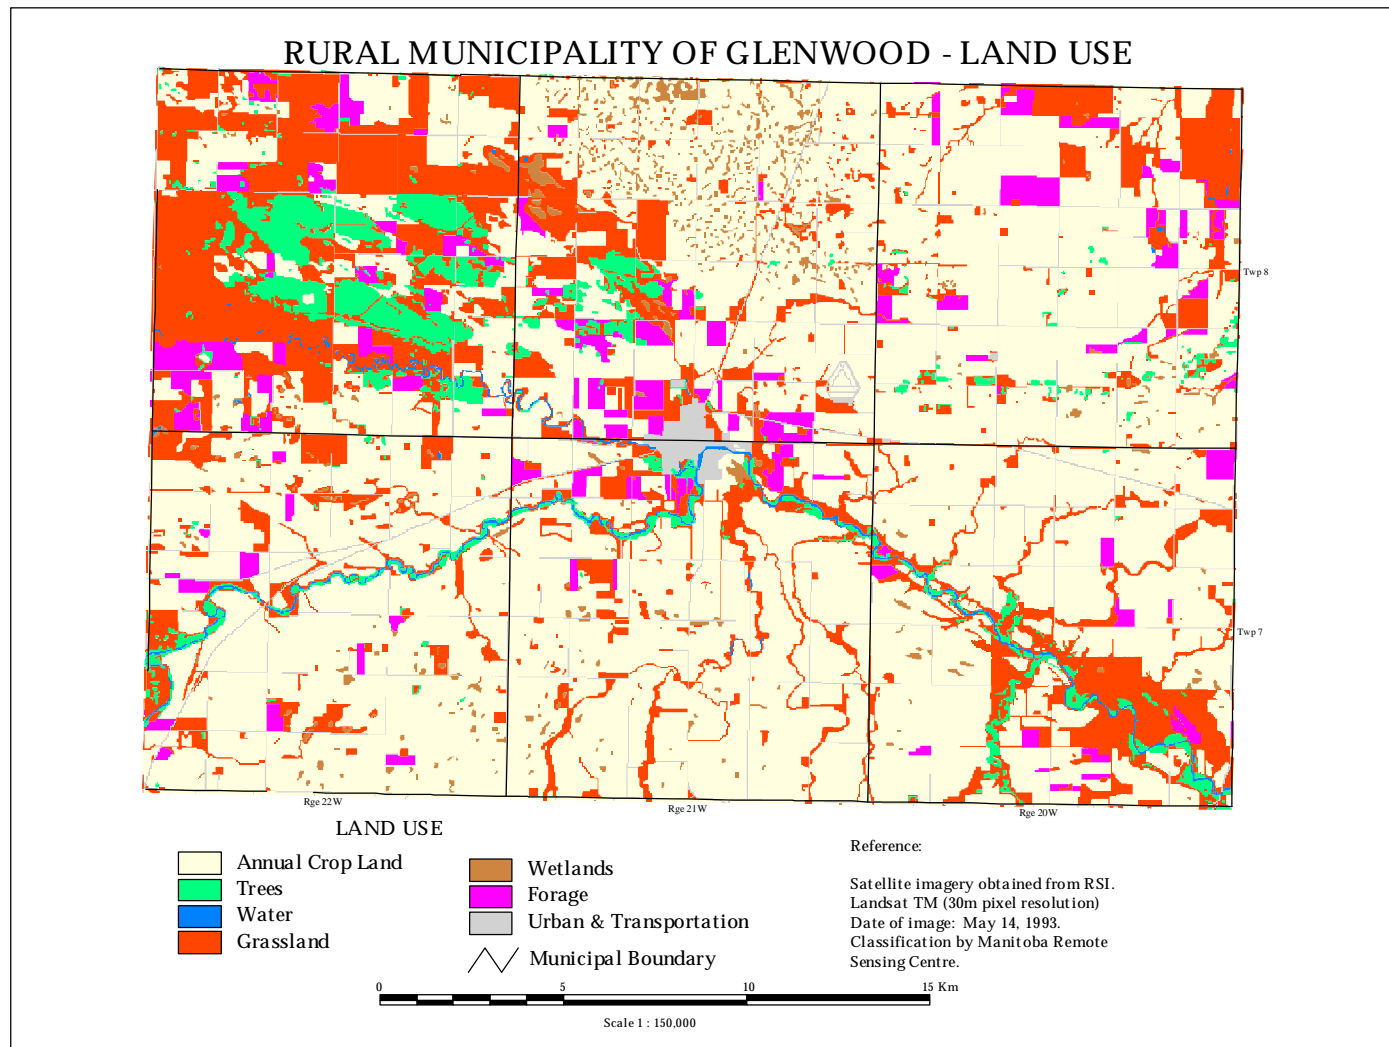 RURAL MUNICIPALITY OF GLENWOOD - LAND USE
Twp 8
Twp 7
Rge 22W
Rge 21W
Rge 20W
LAND USE
Annual Crop Land
Trees
Water
Grassland
Wetlands
Forage
Urban & Transportation
Municipal Boundary
Reference:
Satellite imagery obtained from RSI.
Landsat TM (30m pixel resolution)
Date of image: May 14, 1993.
Classification by Manitoba Remote
Sensing Centre.
0 5 10 15 Km
Scale 1 : 150,000